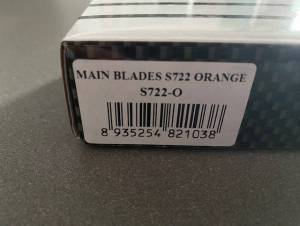 MAIN BLADES S722 ORANGE
S722-O
8 935254 821038